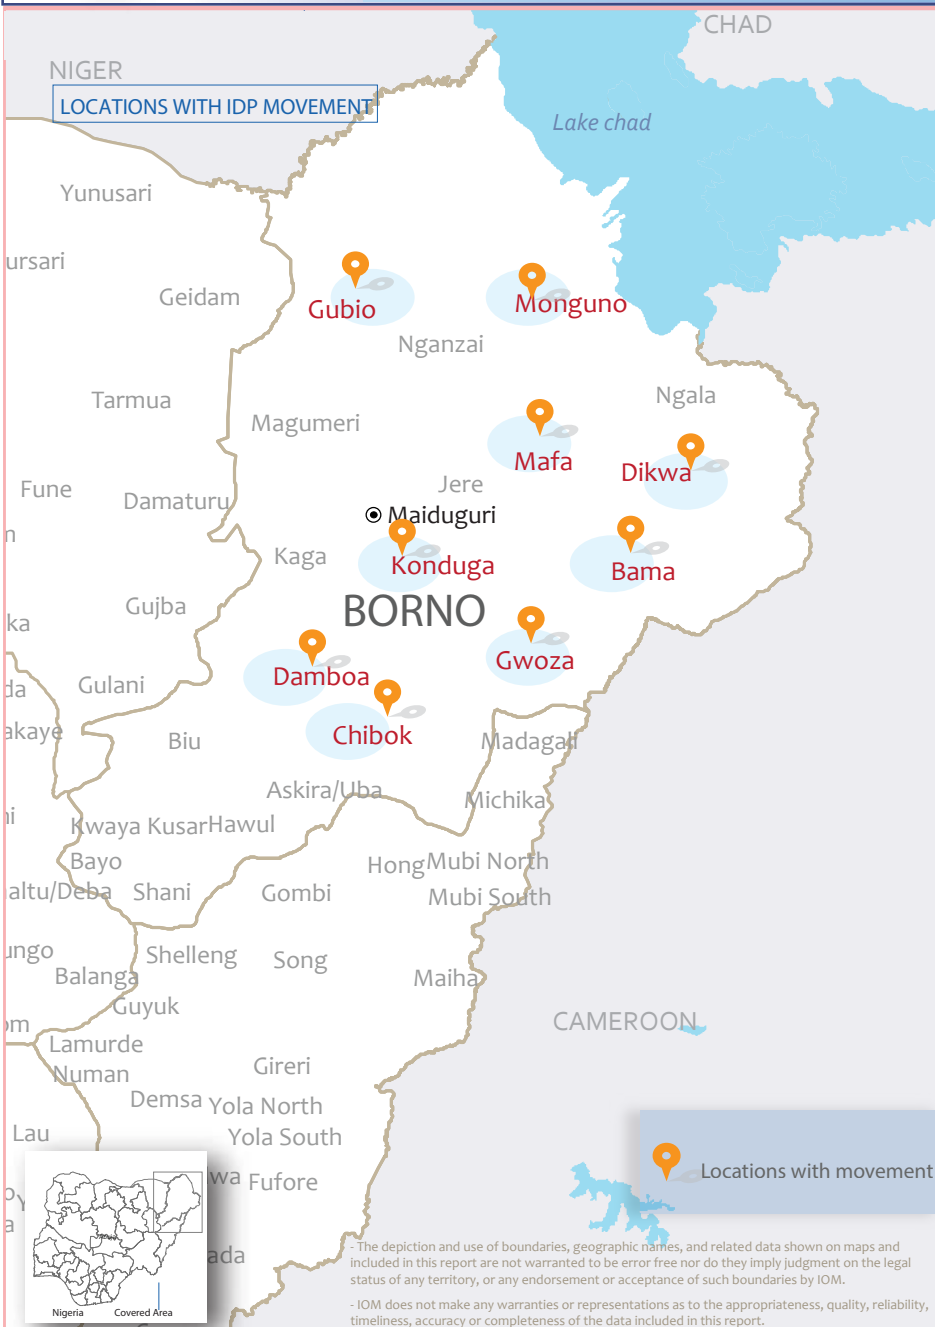 CHAD
NIGER
LOCATIONS WITH IDP MOVEMENT
Lake chad
Yunusari
ursari
Geidam
Gubio
Monguno
Nganzai
Ngala
Tarmua
Magumeri
Mafa
Dikwa
Jere
Fune
Damaturu
Maiduguri
Kaga
Konduga
Bama
Gujba
BORNO
ka
Gwoza
Damboa
Gulani
da
akaye
Chibok
Biu
Madagali
Askira/Uba
Michika
Kwaya Kusar
Hawul
Bayo
Hong
Mubi North
altu/Deba
Shani
Gombi
Mubi South
ungo
Shelleng
Song
Balanga
Maiha
Guyuk
om
CAMEROON
Lamurde
Gireri
Numan
Demsa
Yola North
Lau
Yola South
wa
Fufore
Locations with movement
ada
Nigeria
Covered Area
- The depiction and use of boundaries, geographic names, and related data shown on maps and
included in this report are not warranted to be error free nor do they imply judgment on the legal
status of any territory, or any endorsement or acceptance of such boundaries by IOM.
- IOM does not make any warranties or representations as to the appropriateness, quality, reliability,
timeliness, accuracy or completeness of the data included in this report.